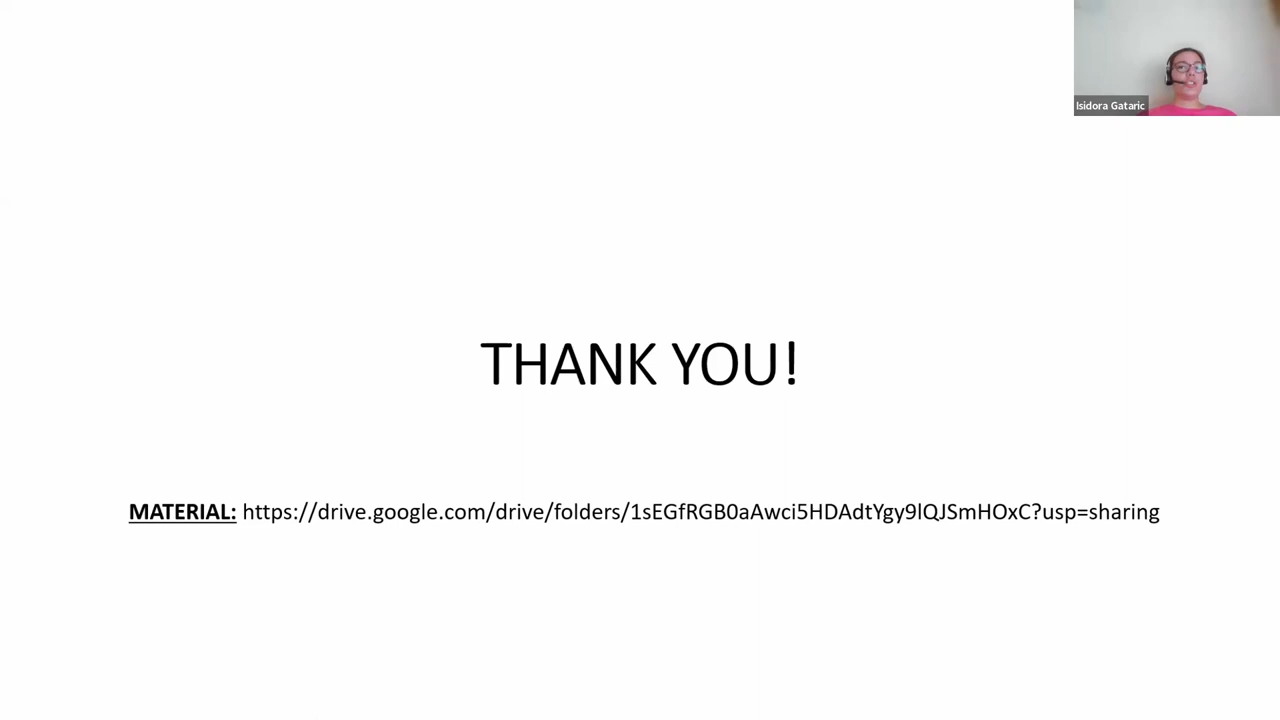 Isidora Gataric
THANK YOU!
MATERIAL: https://drive.google.com/drive/folders/1sEGfRGB0aAwci5HDAdtYgy9lQJSmHOxC?usp=sharing